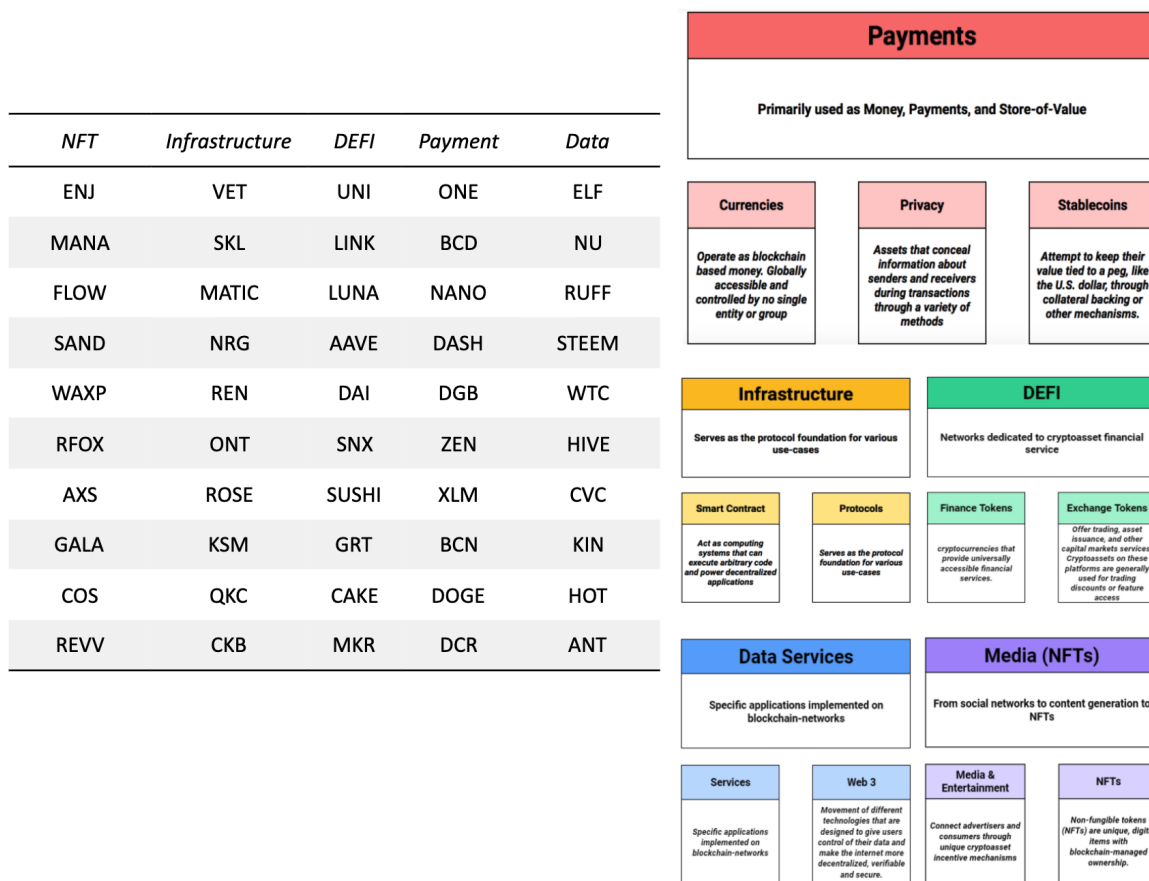 NFT Infrastructure DEFI Payment Data
ENJ VET UNI ONE ELF
MANA SKL LINK BCD NU
FLOW MATIC LUNA NANO RUFF
SAND NRG AAVE DASH STEEM
WAXP REN DAI DGB WTC
RFOX ONT SNX ZEN HIVE
AXS ROSE SUSHI XLM CVC
GALA KSM GRT BCN KIN
COS QKC CAKE DOGE HOT
REVV CKB MKR DCR ANT
Payments
Primarily used as Money, Payments, and Store-of-Value
Currencies
Operate as blockchain
based money. Globally
accessible and
controlled by no single
entity or group
Privacy
Assets that conceal
information about
senders and receivers
during transactions
through a variety of
methods
Stablecoins
Attempt to keep their
value tied to a peg, like
the U.S. dollar, through
collateral backing or
other mechanisms.
Infrastructure
Serves as the protocol foundation for various
use-cases
DEFI
Networks dedicated to cryptoasset financial
service
Smart Contract
Act as computing
systems that can
execute arbitrary code
and power decentralized
applications
Protocols
Serves as the protocol
foundation for various
use-cases
Finance Tokens
cryptocurrencies that
provide universally
accessible financial
services.
Exchange Tokens
Offer trading, asset
issuance, and other
capital markets services
Cryptoassets on these
platforms are generally
used for trading
discounts or feature
access
Data Services
Specific applications implemented on
blockchain-networks
Media (NFTs)
From social networks to content generation to
NFTs
Services
Specific applications
implemented on
blockchain-networks
Web 3
Movement of different
technologies that are
designed to give users
control of their data and
make the internet more
decentralized, verifiable
and secure.
Media &
Entertainment
Connect advertisers and
consumers through
unique cryptoasset
incentive mechanisms
NFTs
Non-fungible tokens
(NFTs) are unique, digit
items with
blockchain-managed
ownership.